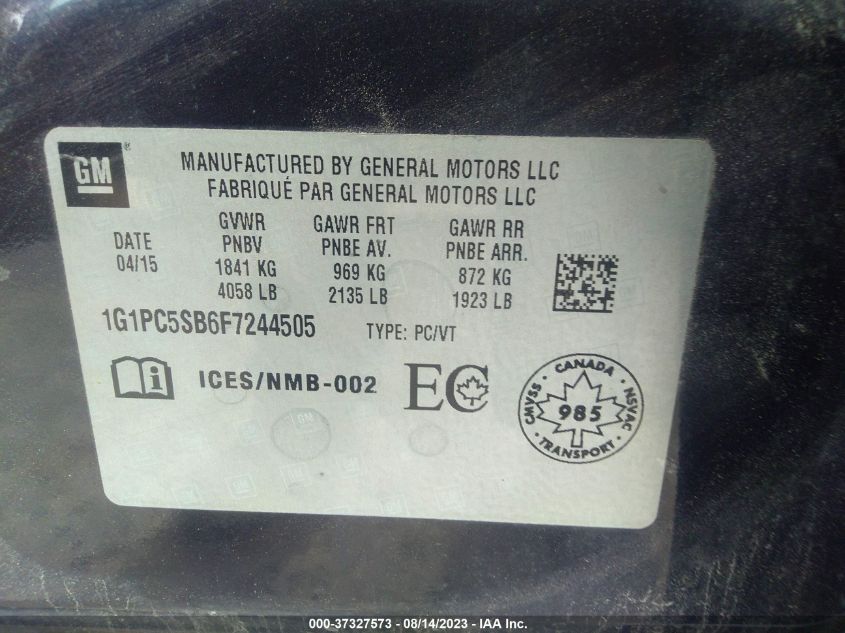 GM
MANUFACTURED BY GENERAL MOTORS LLC
FABRIQUÉ PAR GENERAL MOTORS LLC
DATE
04/15
GVWR
PNBV
1841 KG
4058 LB
GAWR FRT
PNBE AV.
969 KG
2135 LB
GAWR RR
PNBE ARR.
872 KG
1923 LB
1G1PC5SB6F7244505 TYPE: PC/VT
i ICES/NMB-002 EC
CANADA
CMVSS 985 NSVAC
TRANSPORT
000-37327573 - 08/14/2023 - IAA Inc.